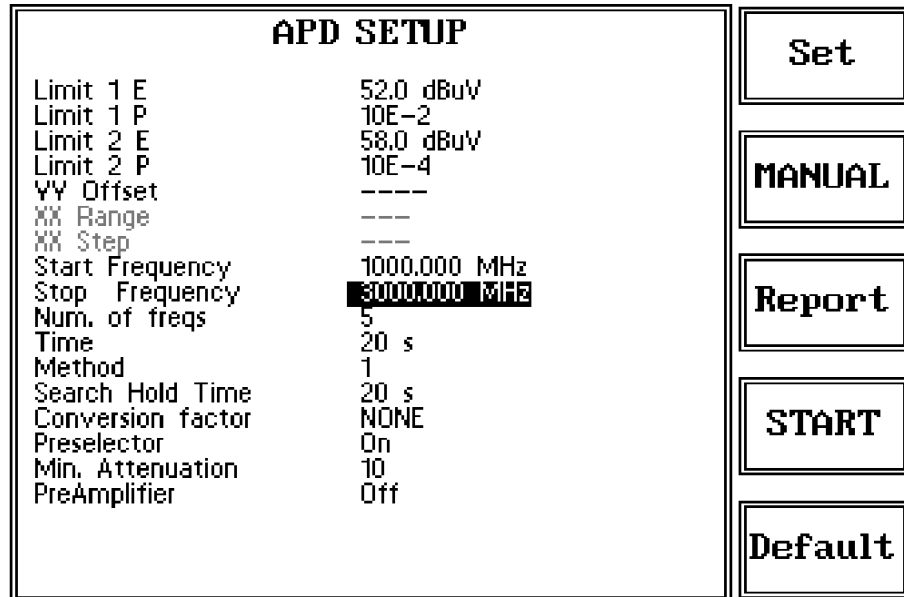 APD SETUP
Limit 1 E 52.0 dBuV
Limit 1 P 10E-2
Limit 2 E 58.0 dBuV
Limit 2 P 10E-4
YY Offset ----
XX Range ---
XX Step ---
Start Frequency 1000.000 MHz
Stop Frequency 3000.000 MHz
Num. of freqs 5
Time 20 s
Method 1
Search Hold Time 20 s
Conversion factor NONE
Preselector On
Min. Attenuation 10
PreAmplifier Off
Set
MANUAL
Report
START
Default